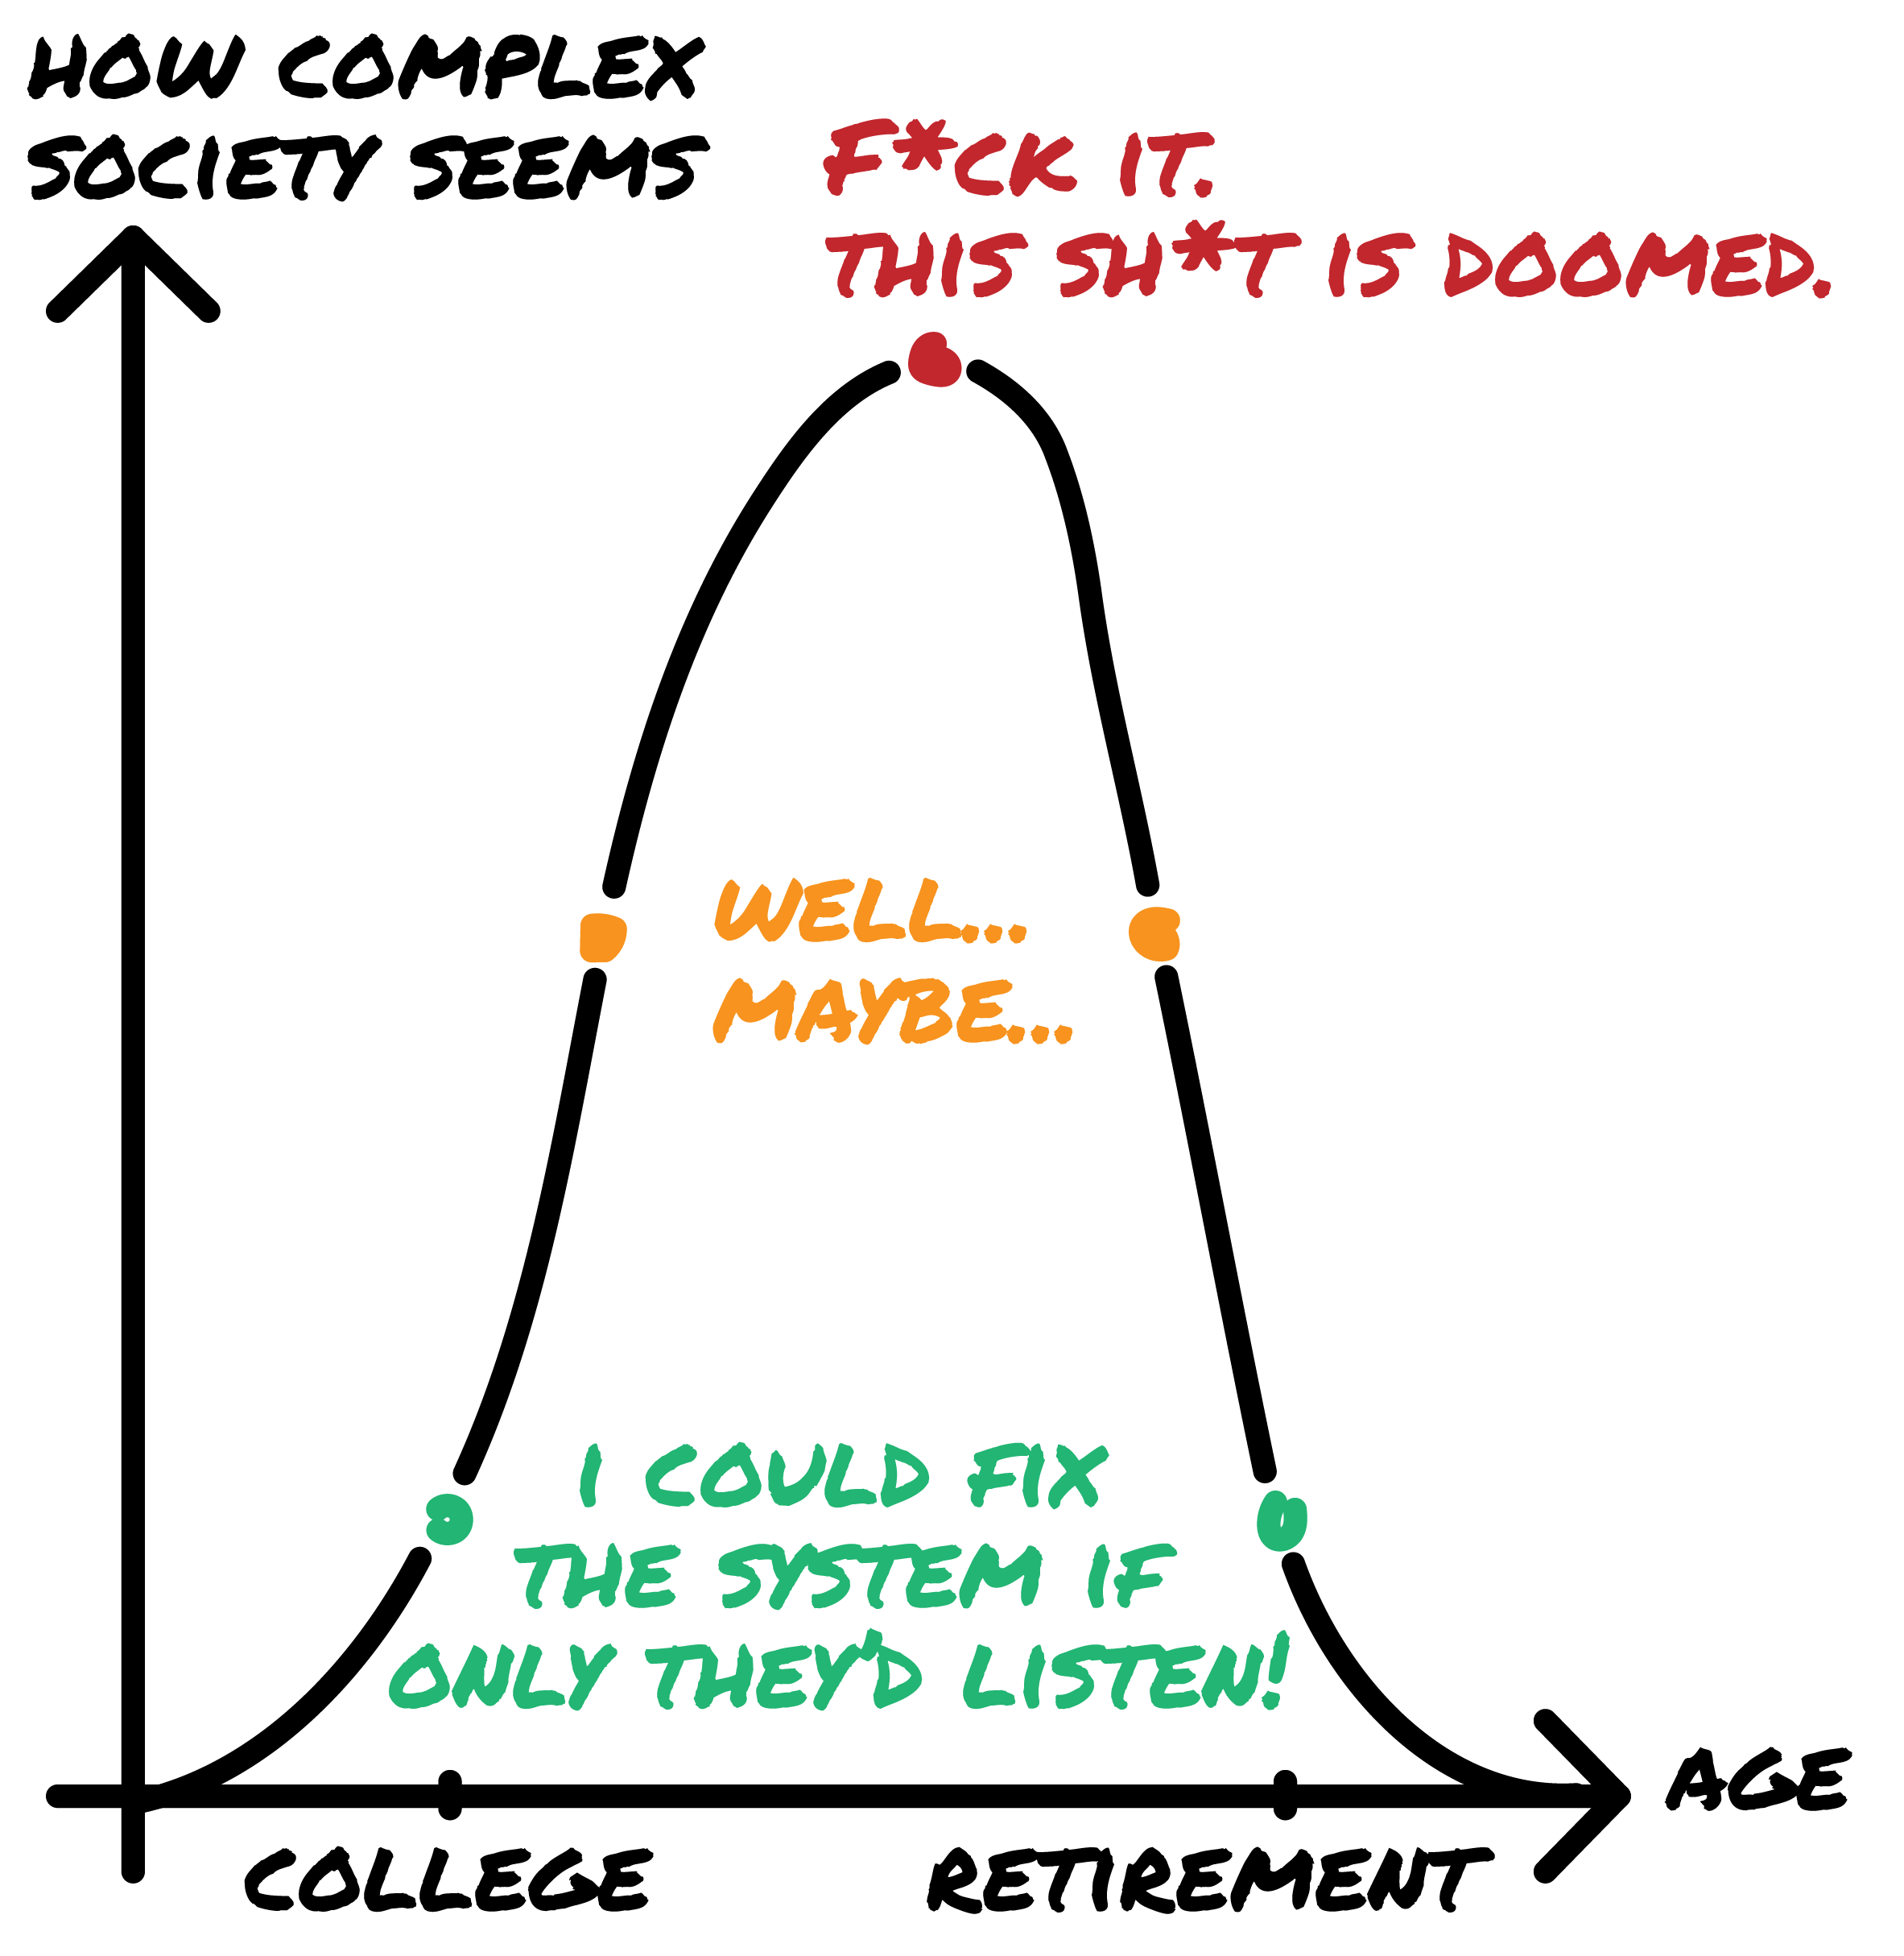 HOW COMPLEX
SOCIETY SEEMS
F*CK IT.
THIS SH*T IS DOOMED.
WELL...
MAYBE...
I COULD FIX
THE SYSTEM IF
ONLY THEY'D LISTEN!
AGE
COLLEGE
RETIREMENT